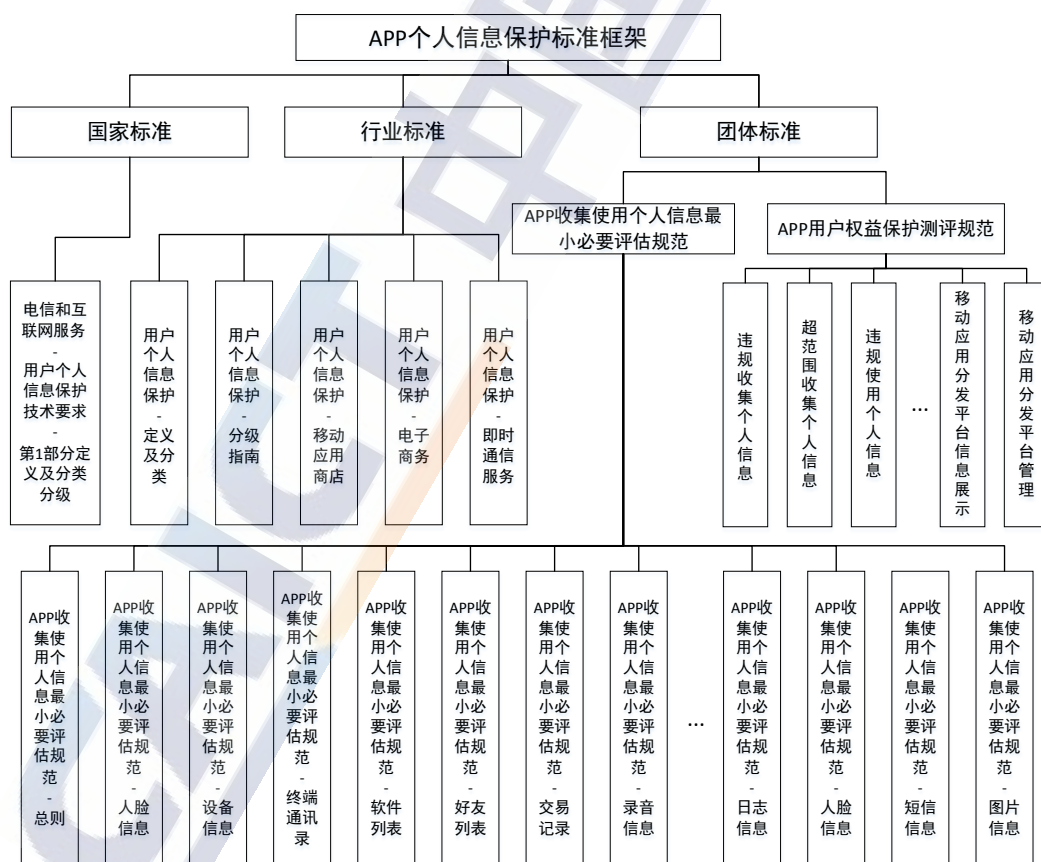 APP个人信息保护标准框架
国家标准
行业标准
团体标准
APP收集使用个人信息最
小必要评估规范
APP用户权益保护测评规范
电信和互
联网服务
-
用户个人
信息保护
技术要求
-
第1部分定
义及分类
分级
用户
个人
信息
保护
-
定义
及分
类
用户
个人
信息
保护
-
分级
指南
用户
个人
信息
保护
-
移动
应用
商店
用户
个人
信息
保护
-
电子
商务
用户
个人
信息
保护
-
即时
通信
服务
违
规
收
集
个
人
信
息
超
范
围
收
集
个
人
信
息
违
规
使
用
个
人
信
息
...
移
动
应
用
分
发
平
台
信
息
展
示
移
动
应
用
分
发
平
台
管
理
APP收
集使
用个
人信
息最
小必
要评
估规
范
-
总则
APP收
集使
用个
人信
息最
小必
要评
估规
范
-
人脸
信息
APP收
集使
用个
人信
息最
小必
要评
估规
范
-
设备
信息
APP收
集使
用个
人信
息最
小必
要评
估规
范
-
终端
通讯
录
APP收
集使
用个
人信
息最
小必
要评
估规
范
-
软件
列表
APP收
集使
用个
人信
息最
小必
要评
估规
范
-
好友
列表
APP收
集使
用个
人信
息最
小必
要评
估规
范
-
交易
记录
APP收
集使
用个
人信
息最
小必
要评
估规
范
-
录音
信息
...
APP收
集使
用个
人信
息最
小必
要评
估规
范
-
日志
信息
APP收
集使
用个
人信
息最
小必
要评
估规
范
-
人脸
信息
APP收
集使
用个
人信
息最
小必
要评
估规
范
-
短信
信息
APP收
集使
用个
人信
息最
小必
要评
估规
范
-
图片
信息
CAICT 中